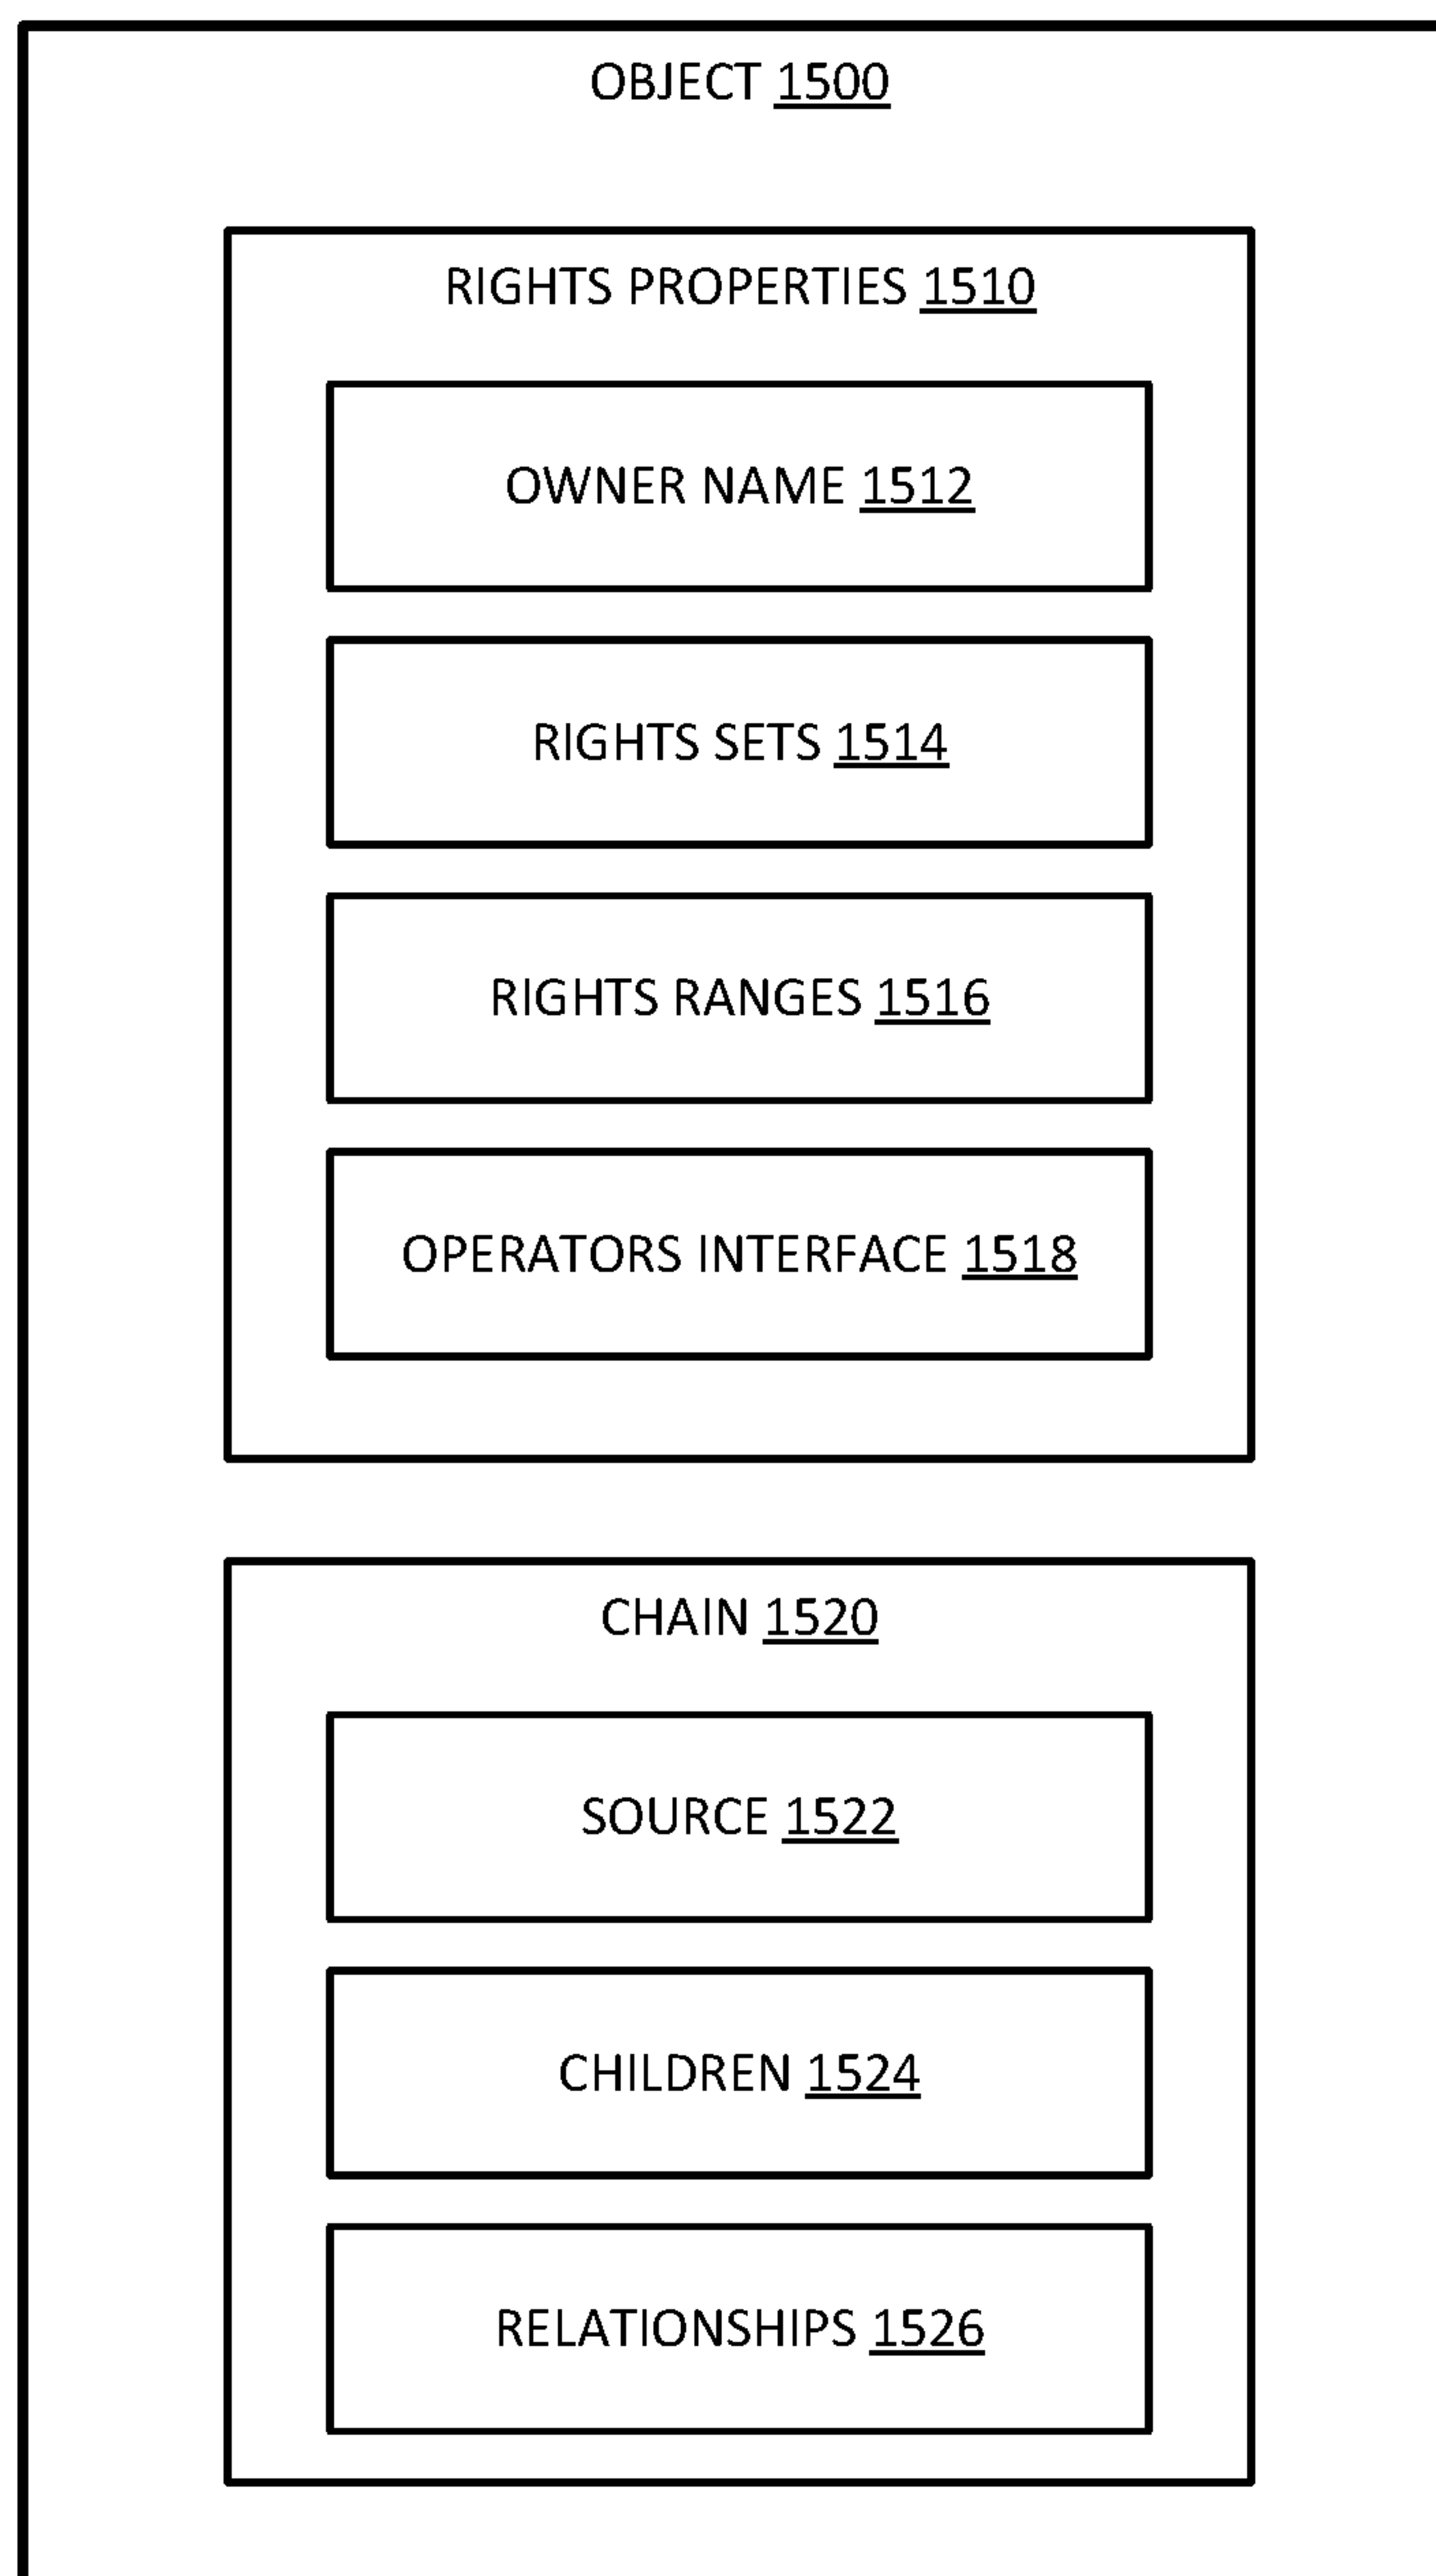 OBJECT 1500
RIGHTS PROPERTIES 1510
OWNER NAME 1512
RIGHTS SETS 1514
RIGHTS RANGES 1516
OPERATORS INTERFACE 1518
CHAIN 1520
SOURCE 1522
CHILDREN 1524
RELATIONSHIPS 1526